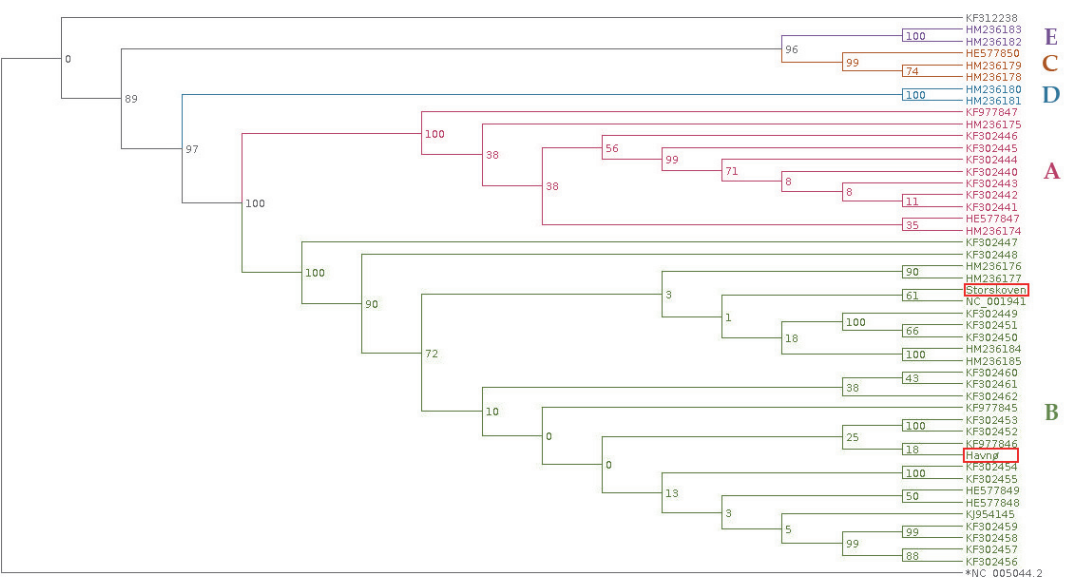 KF312238
HM236183
100
E
HM236182
96
HE577850
99
C
HM236179
74
HM236178
0
89
HM236180
100
D
HM236181
97
KF977847
100
HM236175
38
KF302446
56
KF302445
99
KF302444
71
KF302440
8
A
KF302443
38
8
KF302442
11
KF302441
HE577847
35
HM236174
100
KF302447
100
KF302448
HM236176
90
HM236177
3
Storskoven
61
NC_001941
90
1
KF302449
100
KF302451
66
KF302450
18
HM236184
100
HM236185
72
KF302460
43
KF302461
38
KF302462
10
KF977845
B
KF302453
100
KF302452
0
25
KF977846
18
Havnø
0
KF302454
100
KF302455
13
HE577849
50
HE577848
3
KJ954145
5
KF302459
99
KF302458
99
KF302457
88
KF302456
*NC_005044.2